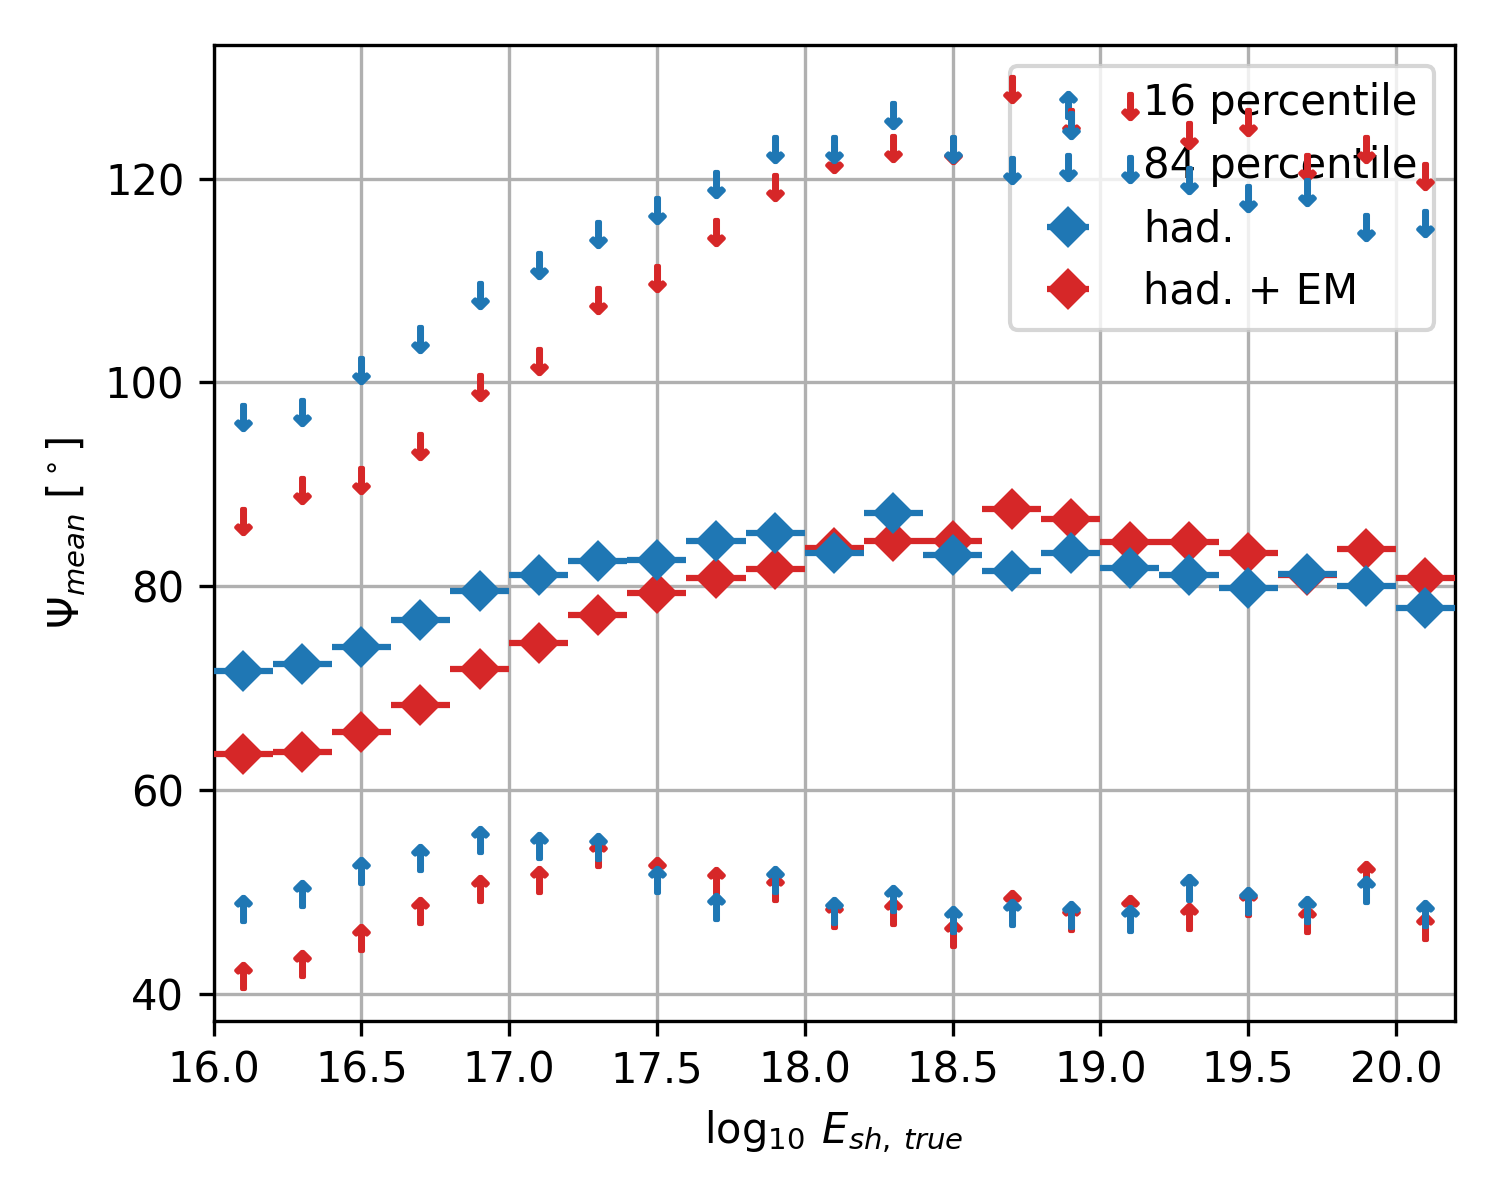 16 percentile
84 percentile
had.
had. + EM
120
100
80
60
40
Ψmean [°]
16.0 16.5 17.0 17.5 18.0 18.5 19.0 19.5 20.0
log10 Esh, true